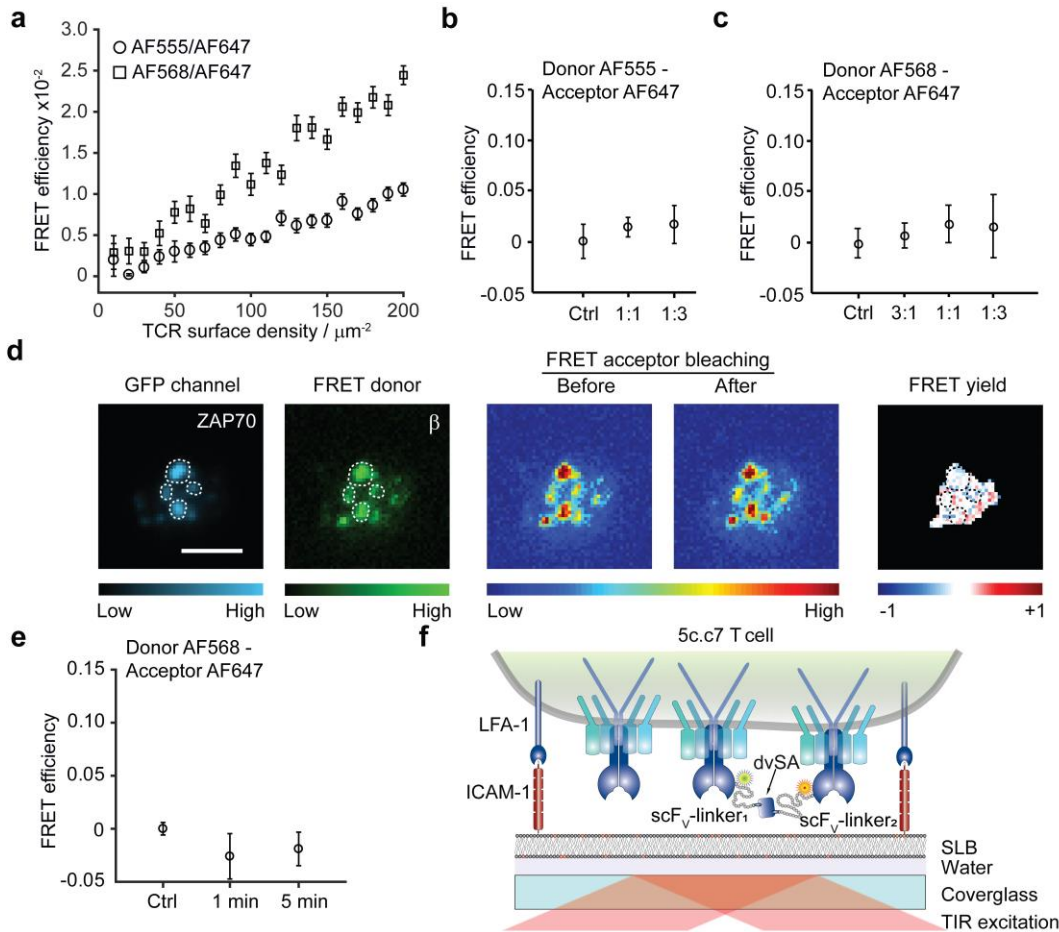 a
AF555/AF647
AF568/AF647
FRET efficiency x10-2
3.0
2.5
2.0
1.5
1.0
0.5
0
0
50
100
150
200
TCR surface density / μm-2
b
Donor AF555 -
Acceptor AF647
FRET efficiency
0.15
0.10
0.05
0
-0.05
Ctrl
1:1
1:3
c
Donor AF568 -
Acceptor AF647
FRET efficiency
0.15
0.10
0.05
0
-0.05
Ctrl
3:1
1:1
1:3
d
GFP channel
ZAP70
Low High
FRET donor
β
Low High
FRET acceptor bleaching
Before After
Low High
FRET yield
-1 +1
e
Donor AF568 -
Acceptor AF647
FRET efficiency
0.15
0.10
0.05
0
-0.05
Ctrl
1 min
5 min
f
5c.c7 T cell
LFA-1
ICAM-1
dvSA
scFV-linker1
scFV-linker2
SLB
Water
Coverglass
TIR excitation